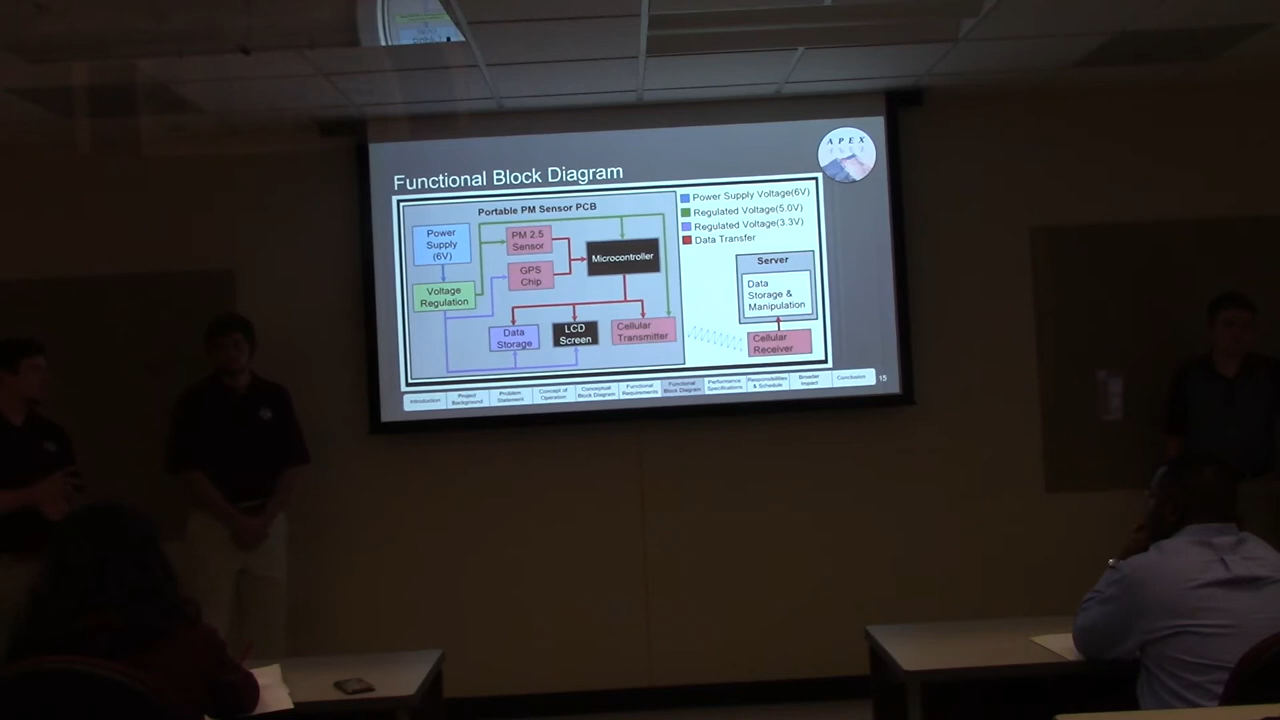 APEX
Functional Block Diagram
Portable PM Sensor PCB
Power
Supply
(6V)
Voltage
Regulation
PM 2.5
Sensor
GPS
Chip
Microcontroller
Data
Storage
LCD
Screen
Cellular
Transmitter
Power Supply Voltage(6V)
Regulated Voltage(5.0V)
Regulated Voltage(3.3V)
Data Transfer
Server
Data
Storage &
Manipulation
Cellular
Receiver
Introduction
Project
Background
Problem
Statement
Concept of
Operation
Conceptual
Block Diagram
Functional
Requirements
Functional
Block Diagram
Performance
Specifications
Responsibilities
& Schedule
Broader
Impact
Conclusion
15